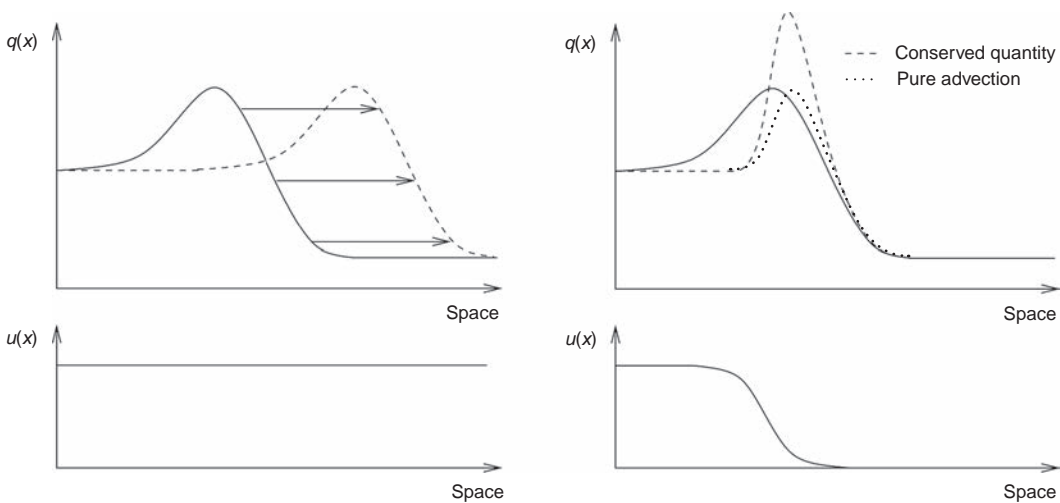 q(x)
Space
u(x)
Space
q(x)
Conserved quantity
Pure advection
Space
u(x)
Space